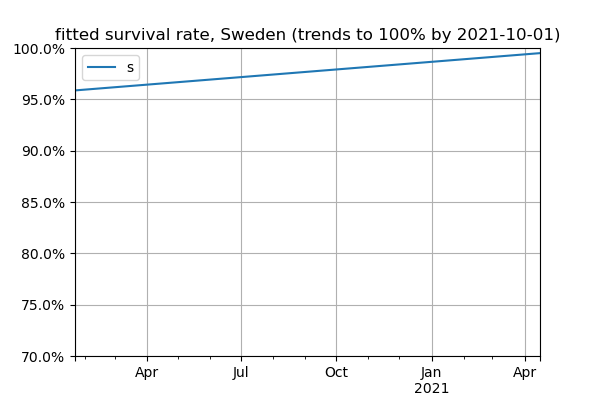 fitted survival rate, Sweden (trends to 100% by 2021-10-01)
100.0%
s
95.0%
90.0%
85.0%
80.0%
75.0%
70.0%
Apr Jul Oct Jan Apr
2021